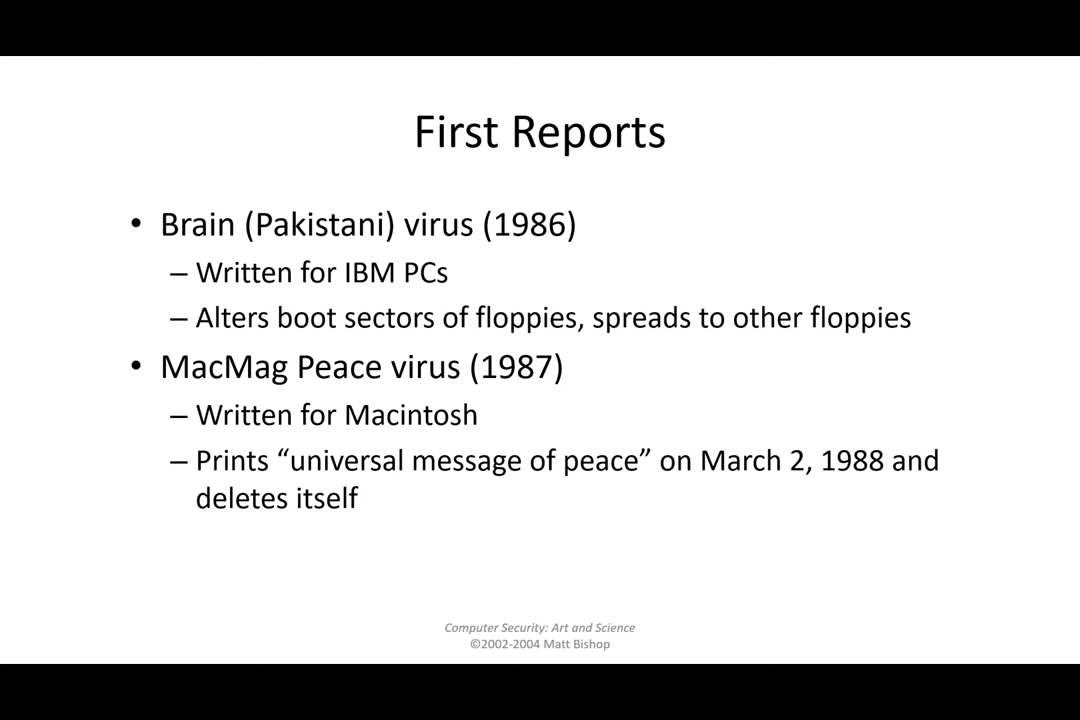 First Reports
• Brain (Pakistani) virus (1986)
– Written for IBM PCs
– Alters boot sectors of floppies, spreads to other floppies
• MacMag Peace virus (1987)
– Written for Macintosh
– Prints “universal message of peace” on March 2, 1988 and
deletes itself
Computer Security: Art and Science
©2002-2004 Matt Bishop